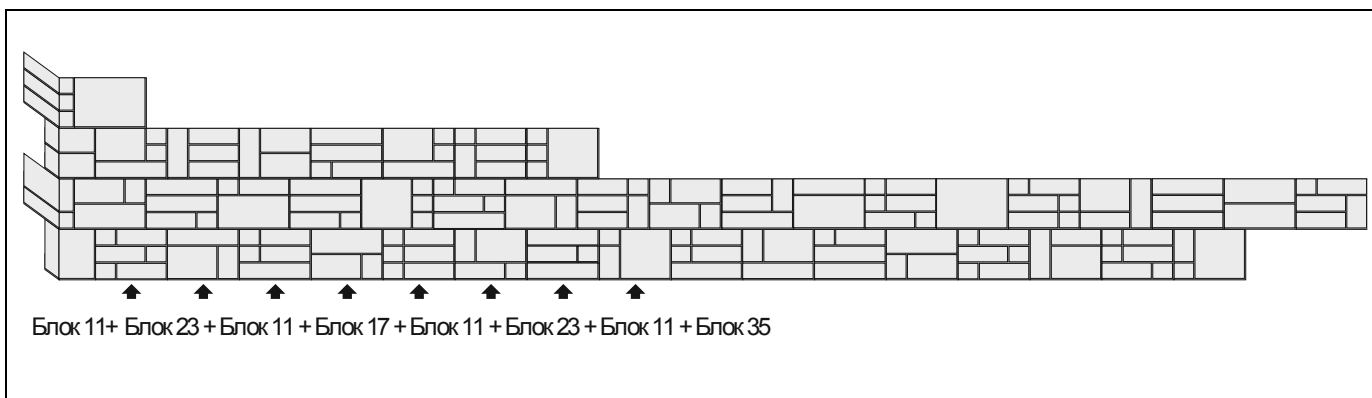 Блок 11+ Блок 23 + Блок 11 + Блок 17 + Блок 11 + Блок 23 + Блок 11 + Блок 35